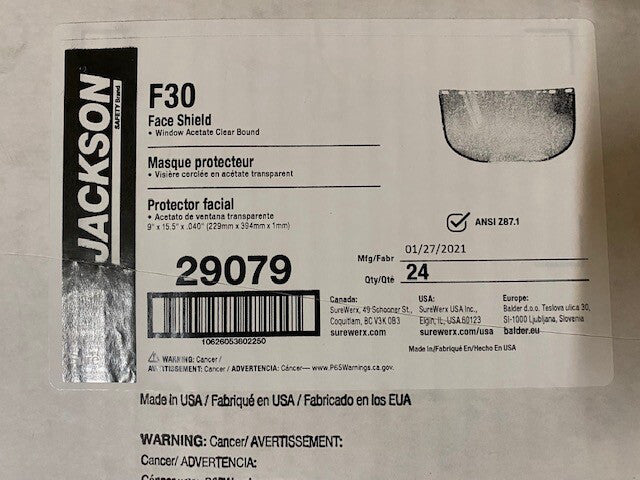 JACKSON
SAFETY Brand
F30
Face Shield
• Window Acetate Clear Bound
Masque protecteur
• Visière cerclée en acétate transparent
Protector facial
• Acetato de ventana transparente
9" x 15.5" x .040" (229mm x 394mm x 1mm)
ANSI Z87.1
29079
Mfg/Fabr 01/27/2021
Qty/Qté 24
10626053602250
Canada:
SureWerx, 49 Schooner St.,
Coquitlam, BC V3K 0B3
surewerx.com
USA:
SureWerx USA Inc.,
Elgin, IL, USA 60123
surewerx.com/usa
Europe:
Balder d.o.o. Teslova ulica 30,
SI-1000 Ljubljana, Slovenia
balder.eu
Made In/Fabriqué En/Hecho En USA
WARNING: Cancer/
AVERTISSEMENT: Cancer / ADVERTENCIA: Cáncer— www.P65Warnings.ca.gov.
Made in USA / Fabriqué en USA / Fabricado en los EUA
WARNING: Cancer/ AVERTISSEMENT:
Cancer/ ADVERTENCIA: